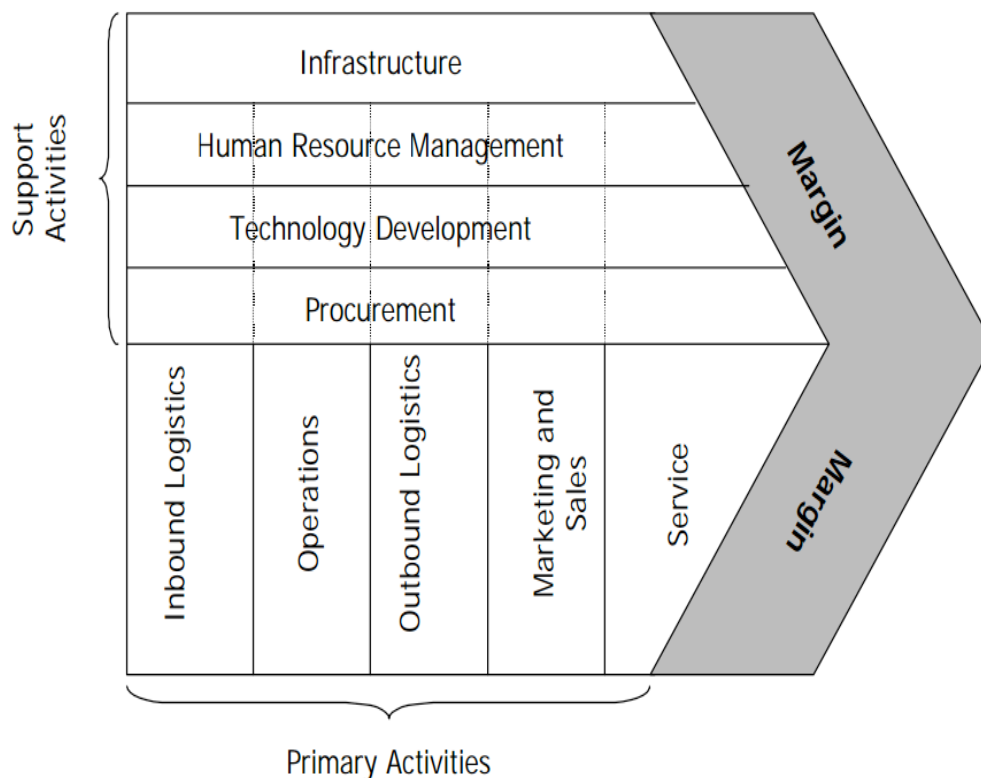 Support
Activities
Infrastructure
Human Resource Management
Technology Development
Procurement
Margin
Inbound Logistics
Operations
Outbound Logistics
Marketing and
Sales
Service
Margin
Primary Activities